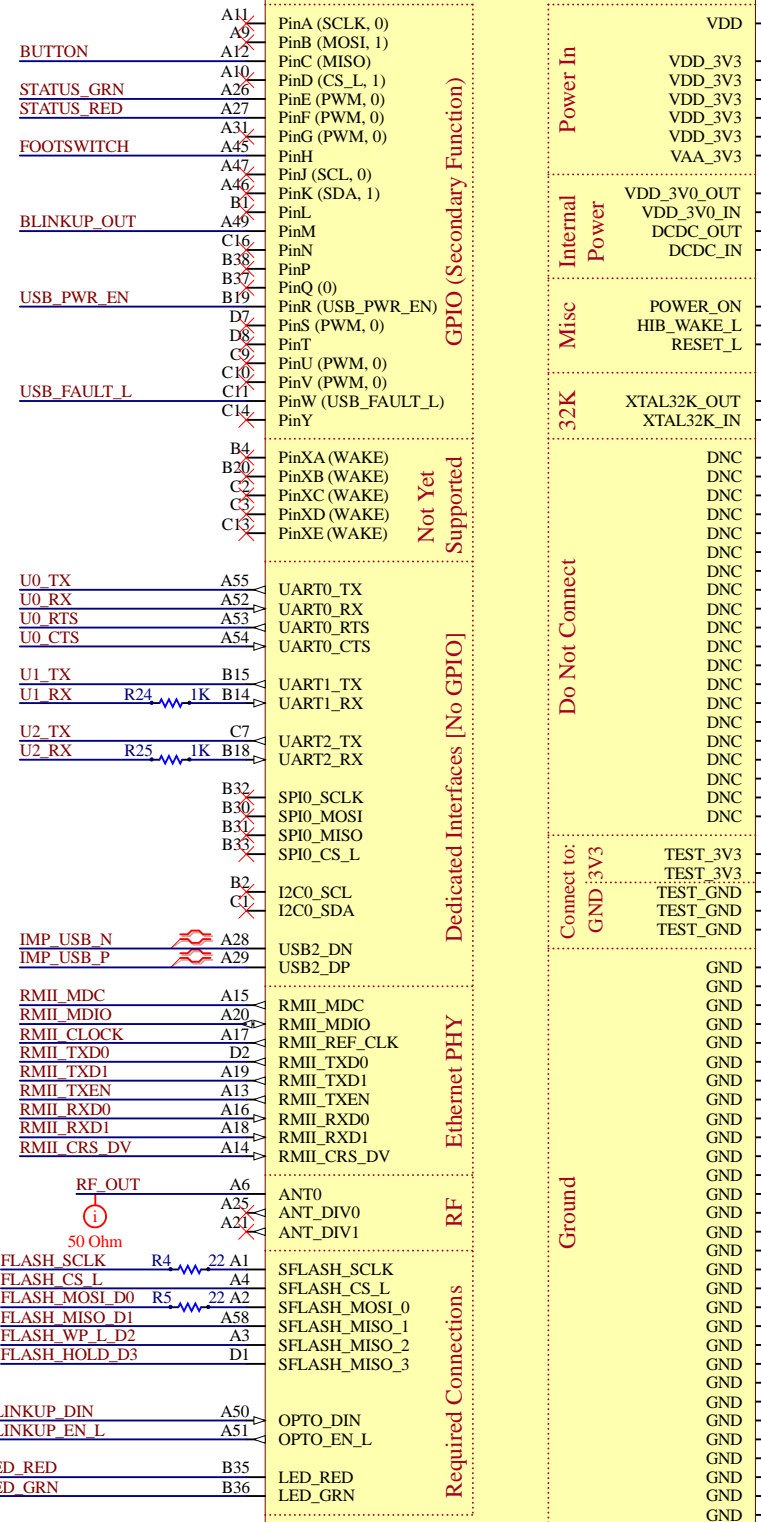 A11 PinA (SCLK, 0) VDD
A9 PinB (MOSI, 1)
BUTTON A12 PinC (MISO) VDD_3V3
A10 PinD (CS_L, 1) VDD_3V3
STATUS_GRN A26 PinE (PWM, 0) VDD_3V3
STATUS_RED A27 PinF (PWM, 0) VDD_3V3
A31 PinG (PWM, 0) VDD_3V3
FOOTSWITCH A45 PinH VAA_3V3
Power In
A47 PinJ (SCL, 0)
A46 PinK (SDA, 1) VDD_3V0_OUT
B1 PinL VDD_3V0_IN
BLINKUP_OUT A49 PinM DCDC_OUT
C16 PinN DCDC_IN
Internal
Power
B38 PinP
B37 PinQ (0)
USB_PWR_EN B19 PinR (USB_PWR_EN) POWER_ON
D7 PinS (PWM, 0) HIB_WAKE_L
D8 PinT RESET_L
Misc
GPIO (Secondary Function)
C9 PinU (PWM, 0)
C10 PinV (PWM, 0)
USB_FAULT_L C11 PinW (USB_FAULT_L) XTAL32K_OUT
C14 PinY XTAL32K_IN
32K
B4 PinXA (WAKE) DNC
B20 PinXB (WAKE) DNC
C2 PinXC (WAKE) DNC
C3 PinXD (WAKE) DNC
C13 PinXE (WAKE) DNC
Not Yet
Supported
DNC
DNC
U0_TX A55 UART0_TX DNC
U0_RX A52 UART0_RX DNC
U0_RTS A53 UART0_RTS DNC
U0_CTS A54 UART0_CTS DNC
DNC
U1_TX B15 UART1_TX DNC
U1_RX R24 1K B14 UART1_RX DNC
DNC
U2_TX C7 UART2_TX DNC
U2_RX R25 1K B18 UART2_RX DNC
DNC
B32 SPI0_SCLK DNC
B30 SPI0_MOSI DNC
Do Not Connect
B31 SPI0_MISO
B33 SPI0_CS_L TEST_3V3
TEST_3V3
B2 I2C0_SCL TEST_GND
C1 I2C0_SDA TEST_GND
TEST_GND
Connect to:
GND 3V3
Dedicated Interfaces [No GPIO]
IMP_USB_N A28 USB2_DN
IMP_USB_P A29 USB2_DP GND
GND
RMII_MDC A15 RMII_MDC GND
RMII_MDIO A20 RMII_MDIO GND
RMII_CLOCK A17 RMII_REF_CLK GND
RMII_TXD0 D2 RMII_TXD0 GND
RMII_TXD1 A19 RMII_TXD1 GND
RMII_TXEN A13 RMII_TXEN GND
RMII_RXD0 A16 RMII_RXD0 GND
RMII_RXD1 A18 RMII_RXD1 GND
RMII_CRS_DV A14 RMII_CRS_DV GND
Ethernet PHY
GND
RF_OUT A6 ANT0 GND
A25 ANT_DIV0 GND
A21 ANT_DIV1 GND
i
50 Ohm
RF
Ground
GND
FLASH_SCLK R4 22 A1 SFLASH_SCLK GND
FLASH_CS_L A4 SFLASH_CS_L GND
FLASH_MOSI_D0 R5 22 A2 SFLASH_MOSI_0 GND
FLASH_MISO_D1 A58 SFLASH_MISO_1 GND
FLASH_WP_L_D2 A3 SFLASH_MISO_2 GND
FLASH_HOLD_D3 D1 SFLASH_MISO_3 GND
GND
GND
LINKUP_DIN A50 OPTO_DIN GND
LINKUP_EN_L A51 OPTO_EN_L GND
GND
ED_RED B35 LED_RED GND
ED_GRN B36 LED_GRN GND
GND
Required Connections